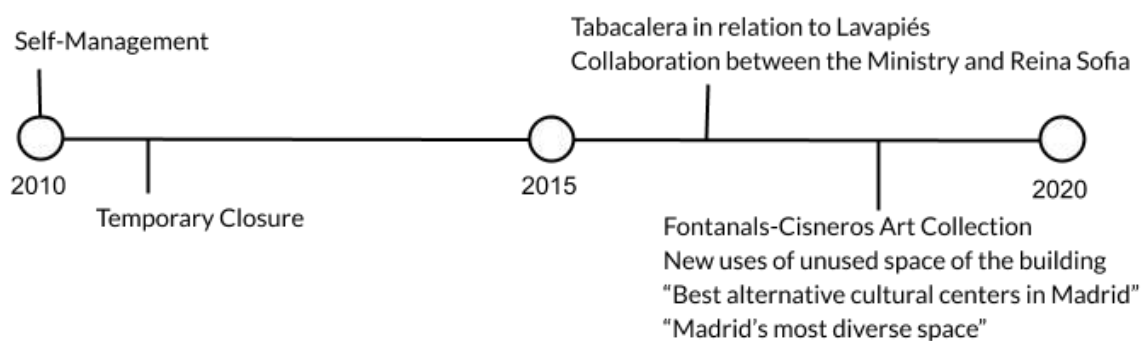 Self-Management
Tabacalera in relation to Lavapiés
Collaboration between the Ministry and Reina Sofia
2010
2015
2020
Temporary Closure
Fontanals-Cisneros Art Collection
New uses of unused space of the building
“Best alternative cultural centers in Madrid”
“Madrid’s most diverse space”